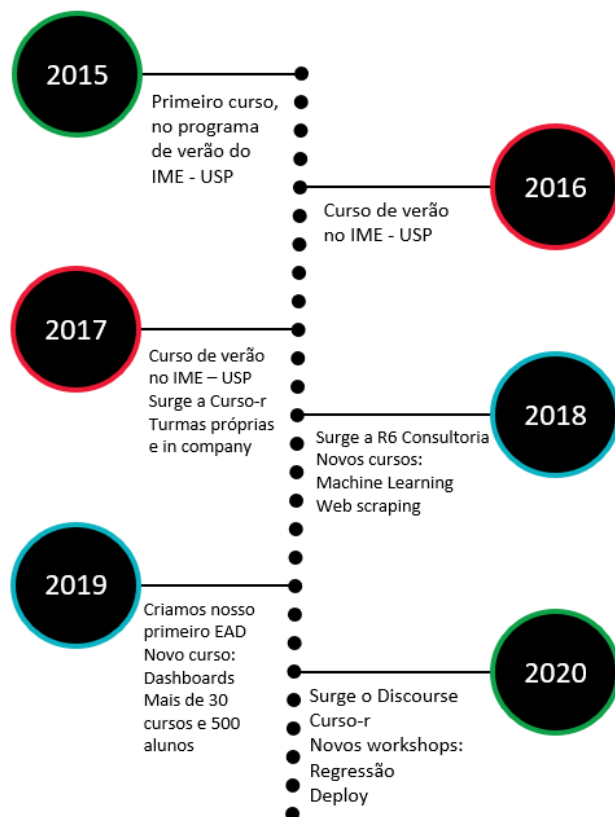 2015
Primeiro curso,
no programa
de verão do
IME - USP
2016
Curso de verão
no IME - USP
2017
Curso de verão
no IME – USP
Surge a Curso-r
Turmas próprias
e in company
2018
Surge a R6 Consultoria
Novos cursos:
Machine Learning
Web scraping
2019
Criamos nosso
primeiro EAD
Novo curso:
Dashboards
Mais de 30
cursos e 500
alunos
2020
Surge o Discourse
Curso-r
Novos workshops:
Regressão
Deploy